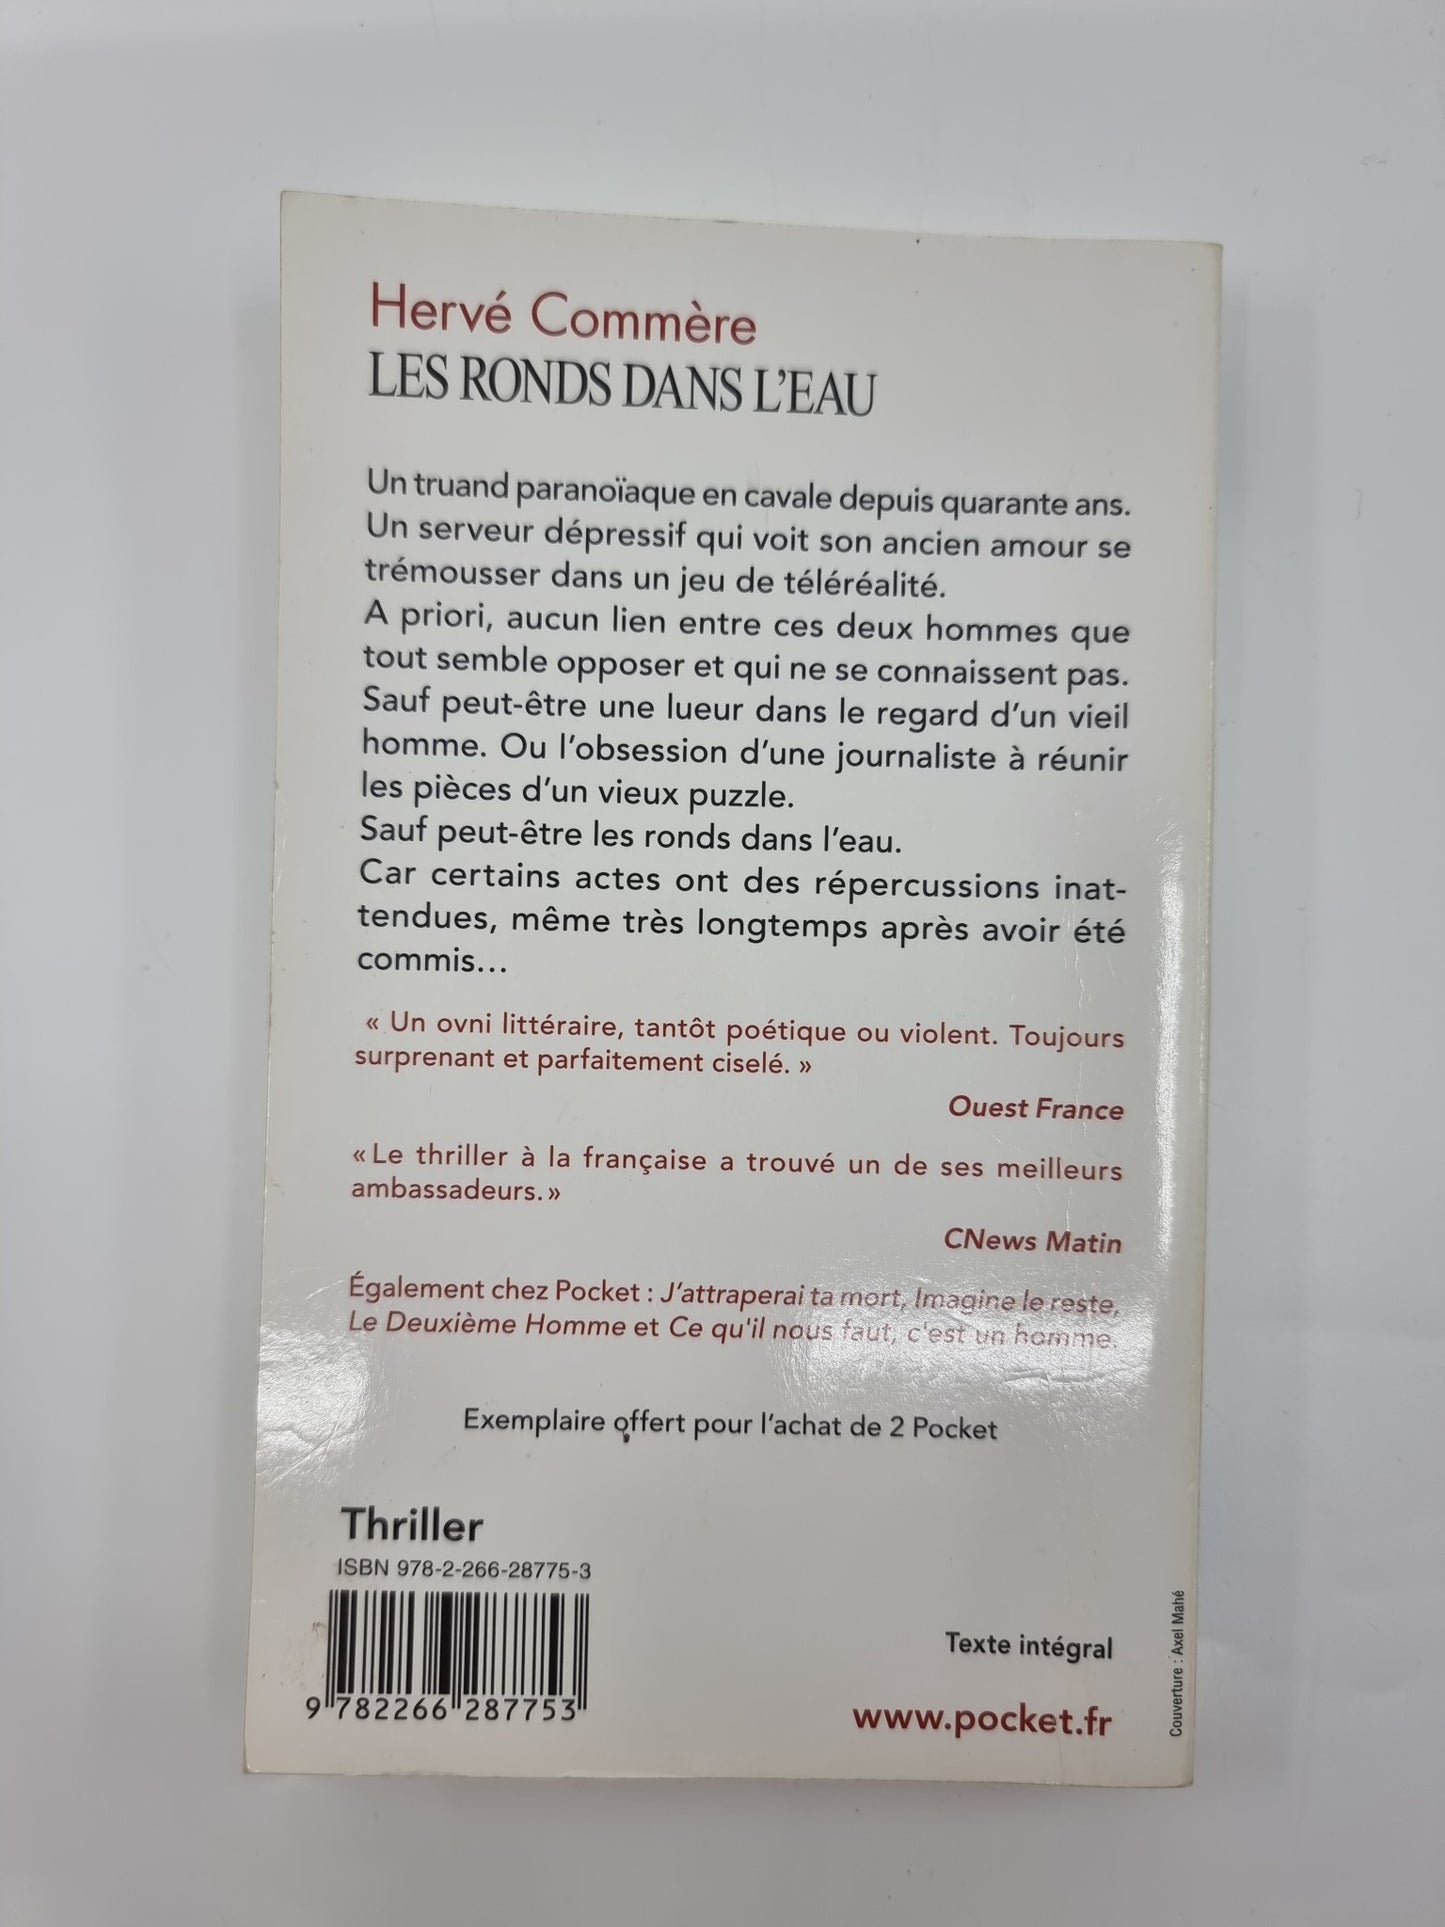 Hervé Commère
LES RONDS DANS L'EAU
Un truand paranoïaque en cavale depuis quarante ans.
Un serveur dépressif qui voit son ancien amour se
trémousser dans un jeu de téléréalité.
A priori, aucun lien entre ces deux hommes que
tout semble opposer et qui ne se connaissent pas.
Sauf peut-être une lueur dans le regard d'un vieil
homme. Ou l'obsession d'une journaliste à réunir
les pièces d'un vieux puzzle.
Sauf peut-être les ronds dans l'eau.
Car certains actes ont des répercussions inat-
tendues, même très longtemps après avoir été
commis...
« Un ovni littéraire, tantôt poétique ou violent. Toujours
surprenant et parfaitement ciselé. »
Ouest France
« Le thriller à la française a trouvé un de ses meilleurs
ambassadeurs. »
CNews Matin
Également chez Pocket : J'attraperai ta mort, Imagine le reste,
Le Deuxième Homme et Ce qu'il nous faut, c'est un homme.
Exemplaire offert pour l'achat de 2 Pocket
Thriller
ISBN 978-2-266-28775-3
9 782266 287753
Texte intégral
www.pocket.fr
Couverture : Axel Mahé